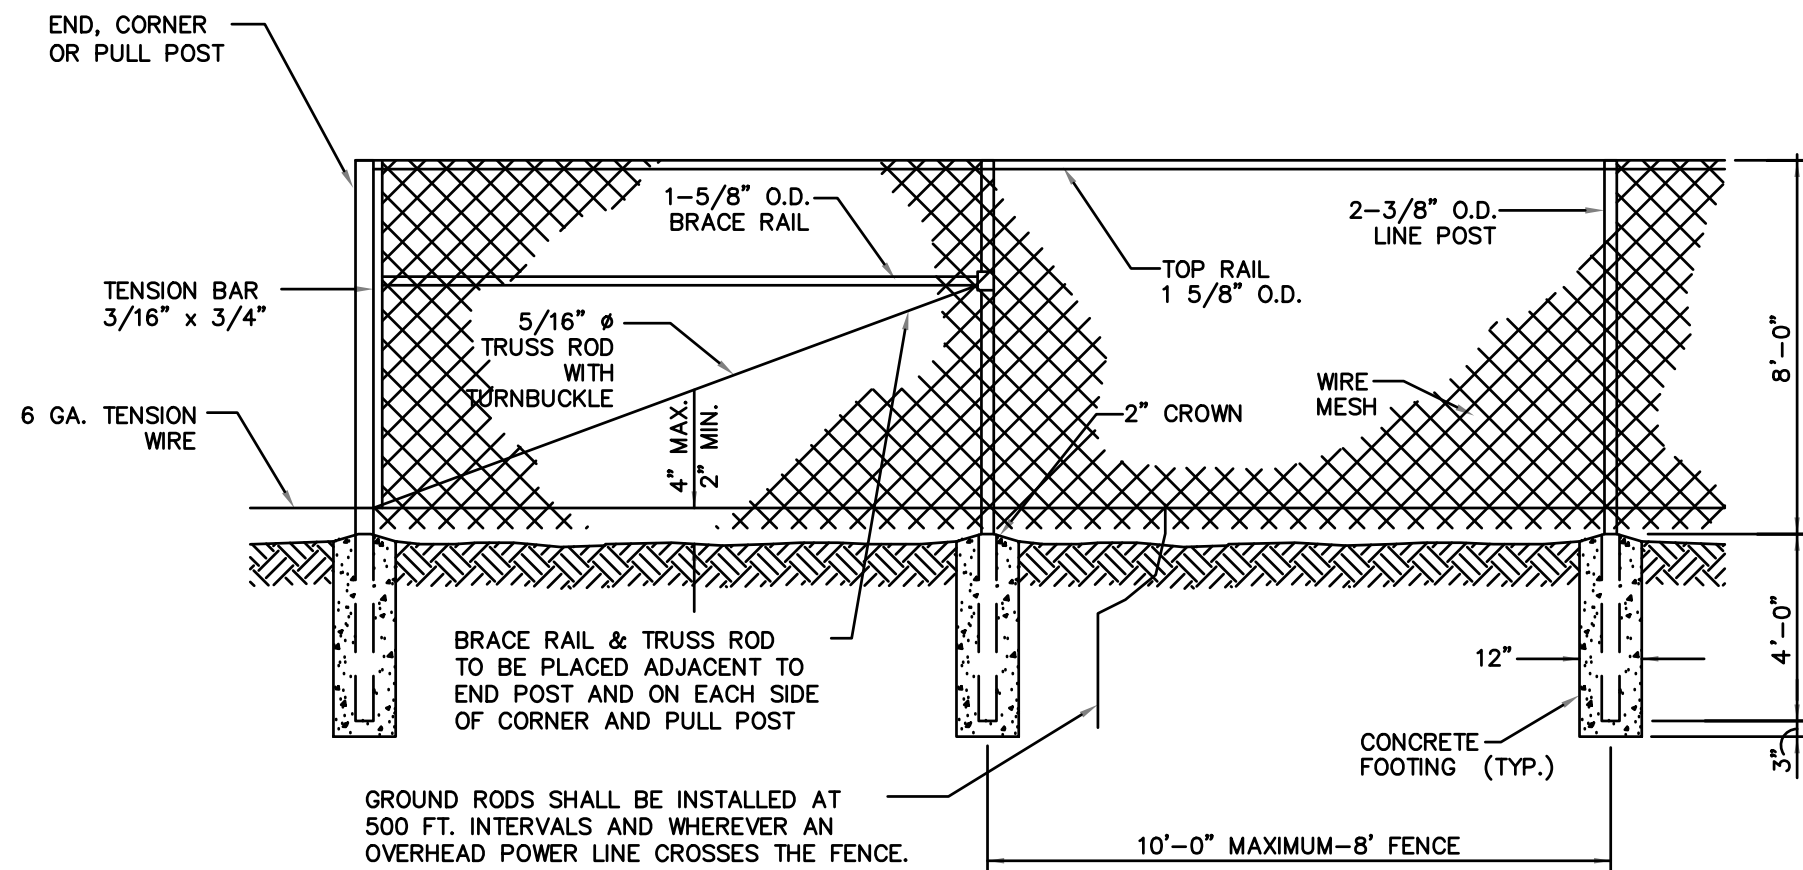 END, CORNER
OR PULL POST
1-5/8" O.D.
BRACE RAIL
2-3/8" O.D.
LINE POST
TOP RAIL
1 5/8" O.D.
TENSION BAR
3/16" x 3/4"
5/16" ø
TRUSS ROD
WITH
TURNBUCKLE
8'-0"
WIRE
MESH
6 GA. TENSION
WIRE
4" MAX.
2" MIN.
2" CROWN
BRACE RAIL & TRUSS ROD
TO BE PLACED ADJACENT TO
END POST AND ON EACH SIDE
OF CORNER AND PULL POST
12"
4'-0"
CONCRETE
FOOTING (TYP.)
3"
GROUND RODS SHALL BE INSTALLED AT
500 FT. INTERVALS AND WHEREVER AN
OVERHEAD POWER LINE CROSSES THE FENCE.
10'-0" MAXIMUM-8' FENCE